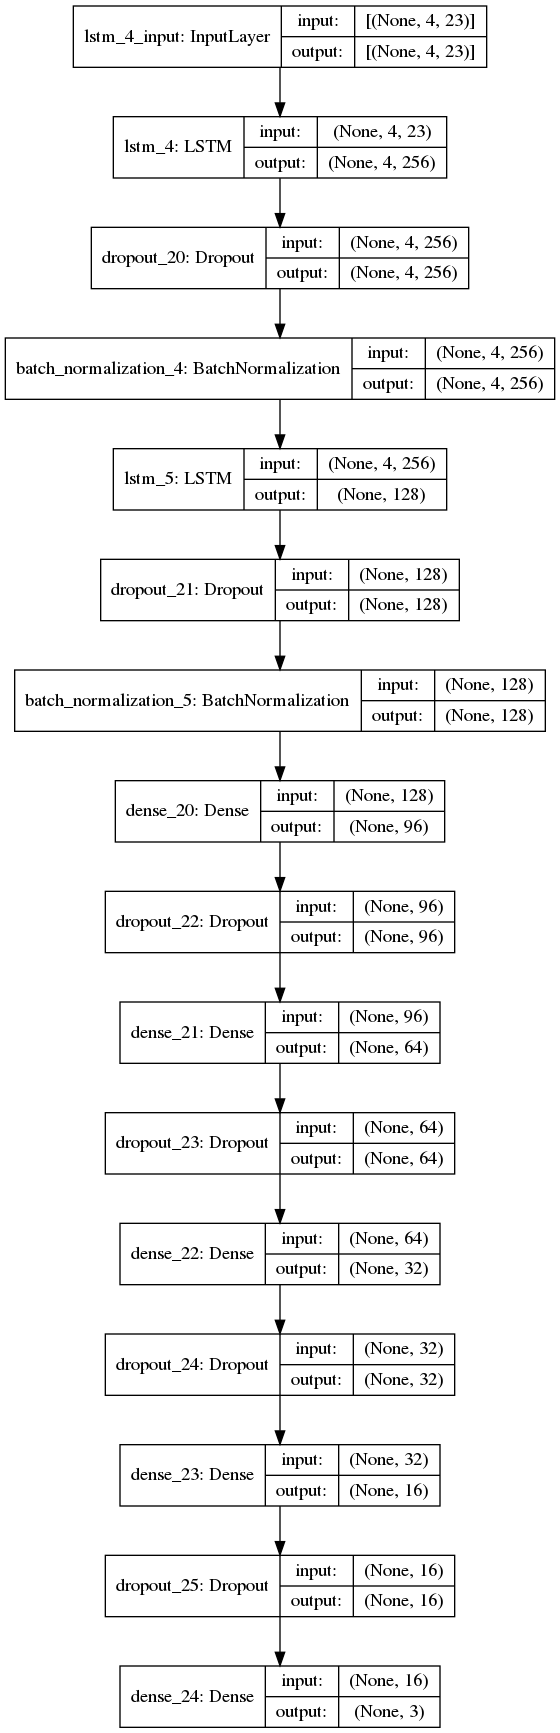 lstm_4_input: InputLayer
input: [(None, 4, 23)]
output: [(None, 4, 23)]
lstm_4: LSTM
input: (None, 4, 23)
output: (None, 4, 256)
dropout_20: Dropout
input: (None, 4, 256)
output: (None, 4, 256)
batch_normalization_4: BatchNormalization
input: (None, 4, 256)
output: (None, 4, 256)
lstm_5: LSTM
input: (None, 4, 256)
output: (None, 128)
dropout_21: Dropout
input: (None, 128)
output: (None, 128)
batch_normalization_5: BatchNormalization
input: (None, 128)
output: (None, 128)
dense_20: Dense
input: (None, 128)
output: (None, 96)
dropout_22: Dropout
input: (None, 96)
output: (None, 96)
dense_21: Dense
input: (None, 96)
output: (None, 64)
dropout_23: Dropout
input: (None, 64)
output: (None, 64)
dense_22: Dense
input: (None, 64)
output: (None, 32)
dropout_24: Dropout
input: (None, 32)
output: (None, 32)
dense_23: Dense
input: (None, 32)
output: (None, 16)
dropout_25: Dropout
input: (None, 16)
output: (None, 16)
dense_24: Dense
input: (None, 16)
output: (None, 3)